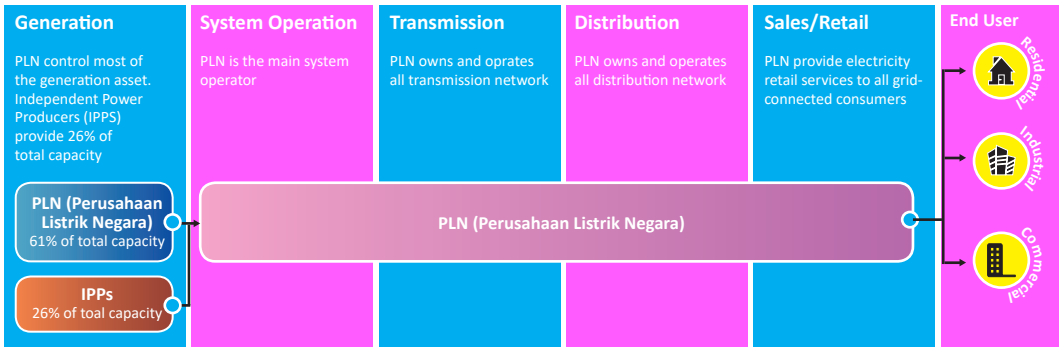 Generation
PLN control most of
the generation asset.
Independent Power
Producers (IPPS)
provide 26% of
total capacity
PLN (Perusahaan
Listrik Negara)
61% of total capacity
IPPs
26% of toal capacity
System Operation
PLN is the main system
operator
Transmission
PLN owns and oprates
all transmission network
Distribution
PLN owns and operates
all distribution network
Sales/Retail
PLN provide electricity
retail services to all grid-
connected consumers
PLN (Perusahaan Listrik Negara)
End User
Residential
Industrial
Commercial